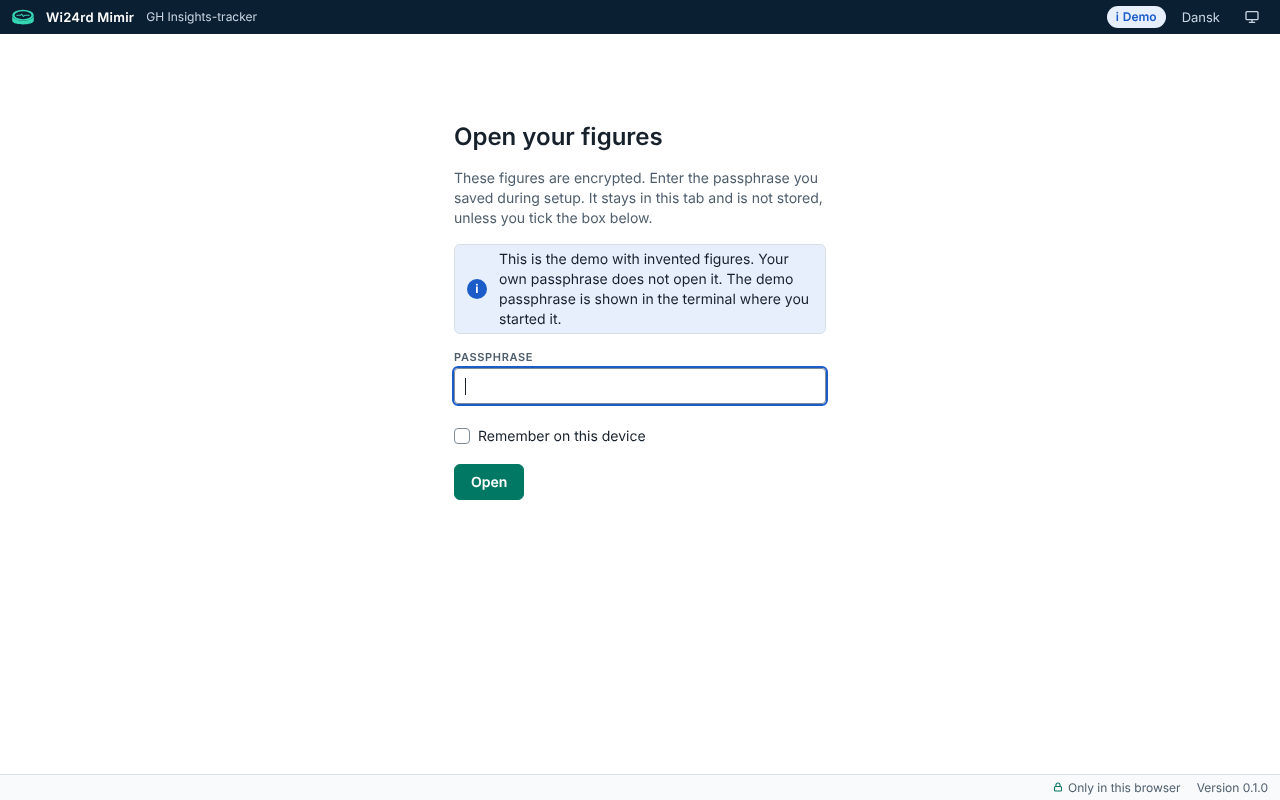 Wi24rd Mimir GH Insights-tracker i Demo Dansk
Open your figures
These figures are encrypted. Enter the passphrase you
saved during setup. It stays in this tab and is not stored,
unless you tick the box below.
This is the demo with invented figures. Your
own passphrase does not open it. The demo
i passphrase is shown in the terminal where you
started it.
PASSPHRASE
Remember on this device
Open
Only in this browser Version 0.1.0